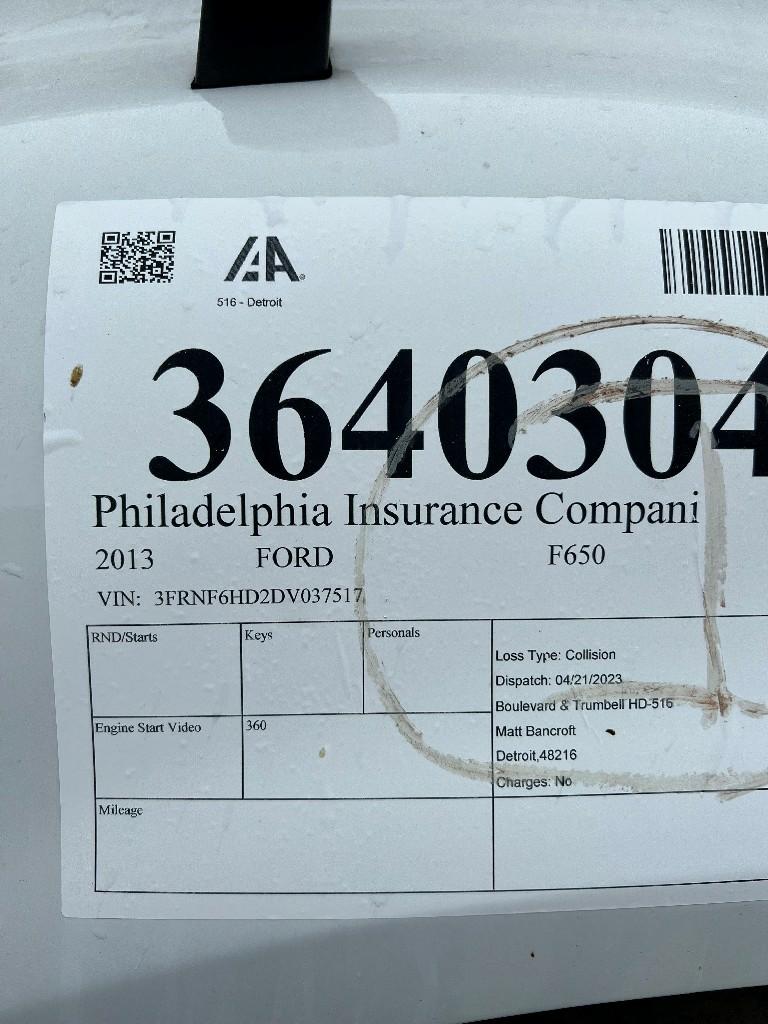 IAA
516 - Detroit
3640304
Philadelphia Insurance Compani
2013 FORD F650
VIN: 3FRNF6HD2DV037517
RND/Starts Keys Personals
Loss Type: Collision
Dispatch: 04/21/2023
Boulevard & Trumbell HD-516
Engine Start Video 360
Matt Bancroft
Detroit,48216
Charges: No
Mileage